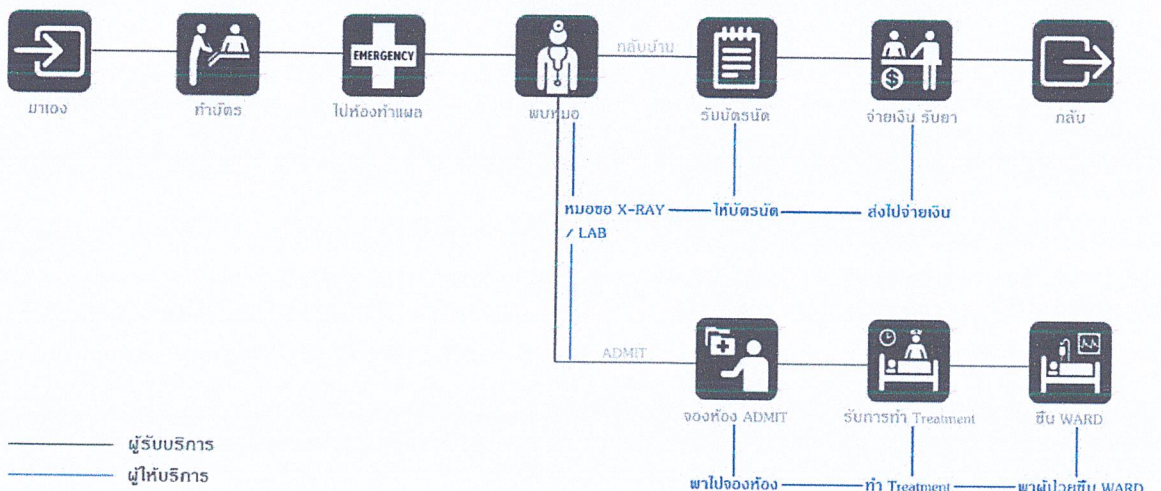 EMERGENCY
กลับบ้าน
มาเอง
ทำบัตร
ไปห้องทำแผล
พบหมอ
รับบัตรนัด
จ่ายเงิน รับยา
กลับ
หมอขอ X-RAY
/ LAB
ให้บัตรนัด
ส่งไปจ่ายเงิน
ADMIT
จองห้อง ADMIT
รับการทำ Treatment
ขึ้น WARD
ผู้รับบริการ
ผู้ให้บริการ
พาไปจองห้อง
ทำ Treatment
พาผู้ป่วยขึ้น WARD